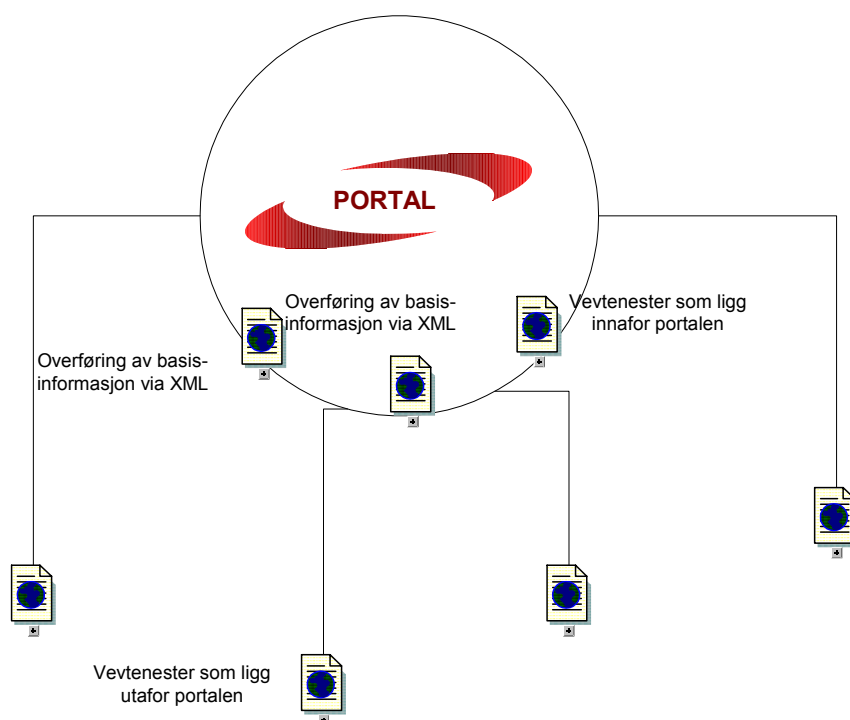 PORTAL
Overføring av basis-
informasjon via XML
Vevtenester som ligg
innafor portalen
Overføring av basis-
informasjon via XML
Vevtenester som ligg
utafor portalen